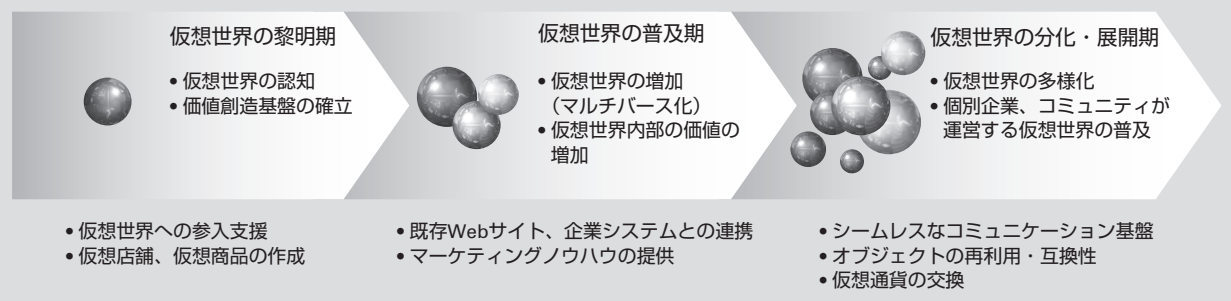 仮想世界の黎明期
• 仮想世界の認知
• 価値創造基盤の確立
仮想世界の普及期
• 仮想世界の増加
（マルチバース化）
• 仮想世界内部の価値の
増加
仮想世界の分化・展開期
• 仮想世界の多様化
• 個別企業、コミュニティが
運営する仮想世界の普及
• 仮想世界への参入支援
• 仮想店舗、仮想商品の作成
• 既存Webサイト、企業システムとの連携
• マーケティングノウハウの提供
• シームレスなコミュニケーション基盤
• オブジェクトの再利用・互換性
• 仮想通貨の交換